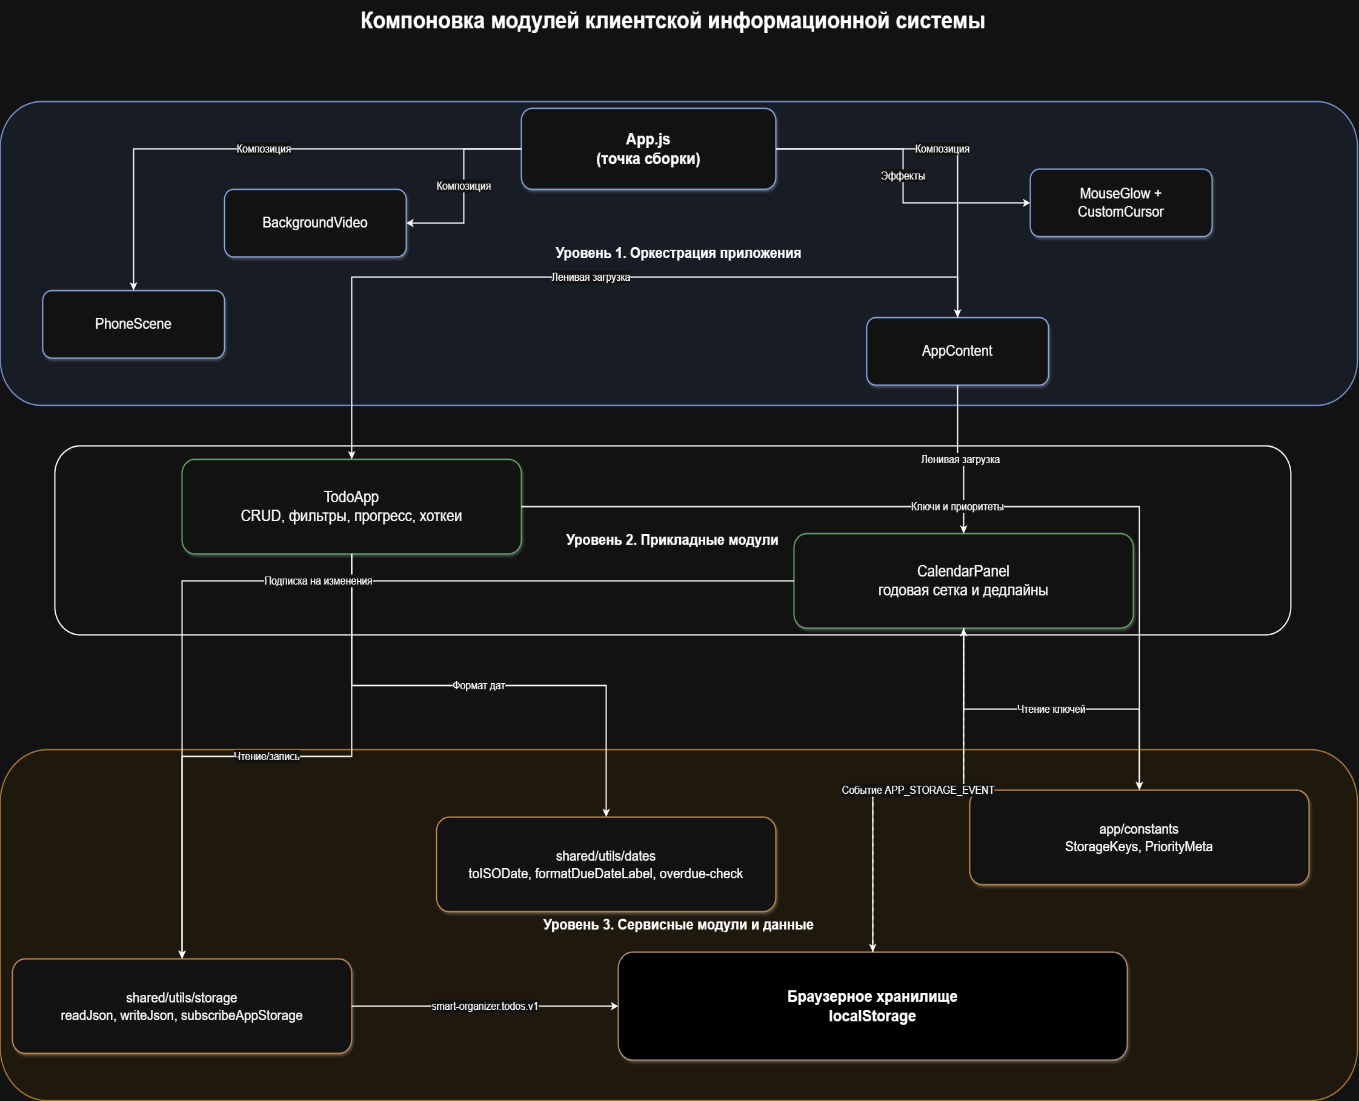 Компоновка модулей клиентской информационной системы
App.js
(точка сборки)
Композиция
Композиция
Композиция
Эффекты
MouseGlow +
CustomCursor
BackgroundVideo
Уровень 1. Оркестрация приложения
Ленивая загрузка
PhoneScene
AppContent
Ленивая загрузка
TodoApp
CRUD, фильтры, прогресс, хоткеи
Ключи и приоритеты
Уровень 2. Прикладные модули
CalendarPanel
годовая сетка и дедлайны
Подписка на изменения
Формат дат
Чтение ключей
Чтение/запись
Событие APP_STORAGE_EVENT
app/constants
StorageKeys, PriorityMeta
shared/utils/dates
toISODate, formatDueDateLabel, overdue-check
Уровень 3. Сервисные модули и данные
shared/utils/storage
readJson, writeJson, subscribeAppStorage
smart-organizer.todos.v1
Браузерное хранилище
localStorage